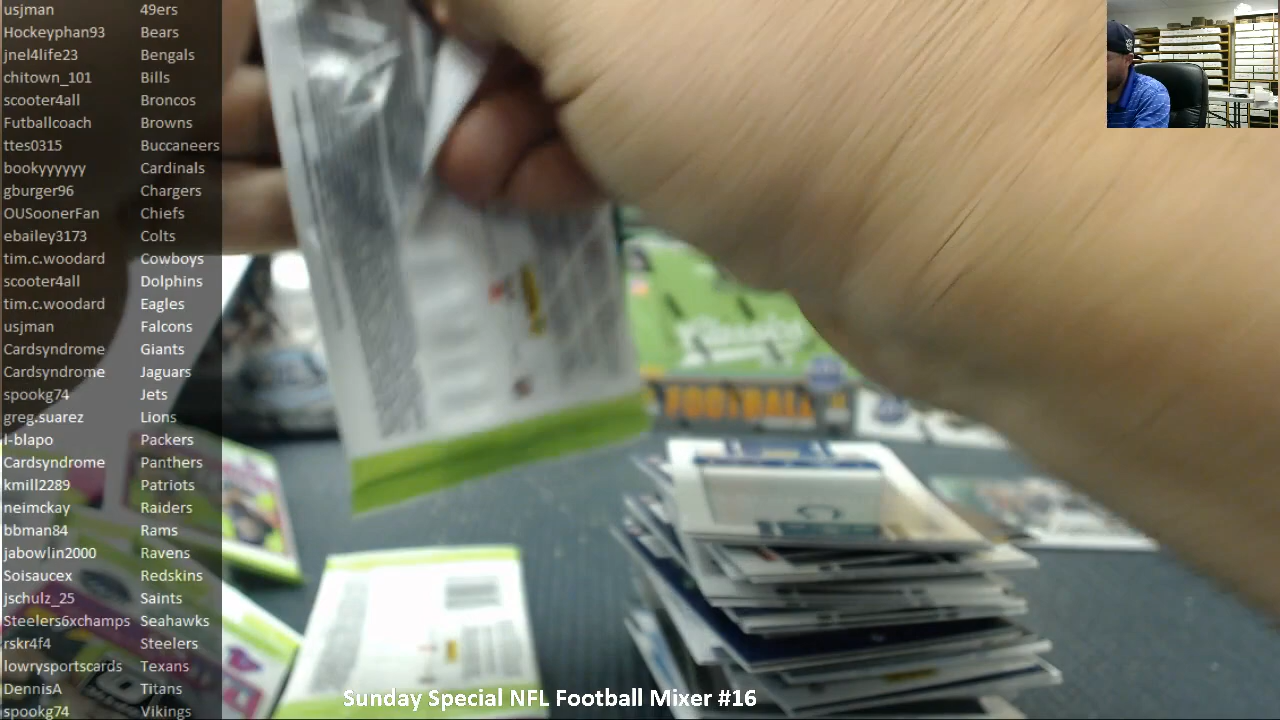 usjman 49ers
Hockeyphan93 Bears
jnel4life23 Bengals
chitown_101 Bills
scooter4all Broncos
Futballcoach Browns
ttes0315 Buccaneers
bookyyyyyy Cardinals
gburger96 Chargers
OUSoonerFan Chiefs
ebailey3173 Colts
tim.c.woodard Cowboys
scooter4all Dolphins
tim.c.woodard Eagles
usjman Falcons
Cardsyndrome Giants
Cardsyndrome Jaguars
spookg74 Jets
greg.suarez Lions
l-blapo Packers
Cardsyndrome Panthers
kmill2289 Patriots
neimckay Raiders
bbman84 Rams
jabowlin2000 Ravens
Soisaucex Redskins
jschulz_25 Saints
Steelers6xchamps Seahawks
rskr4f4 Steelers
lowrysportscards Texans
DennisA Titans
spookg74 Vikings
Classics
FOOTBALL
Sunday Special NFL Football Mixer #16